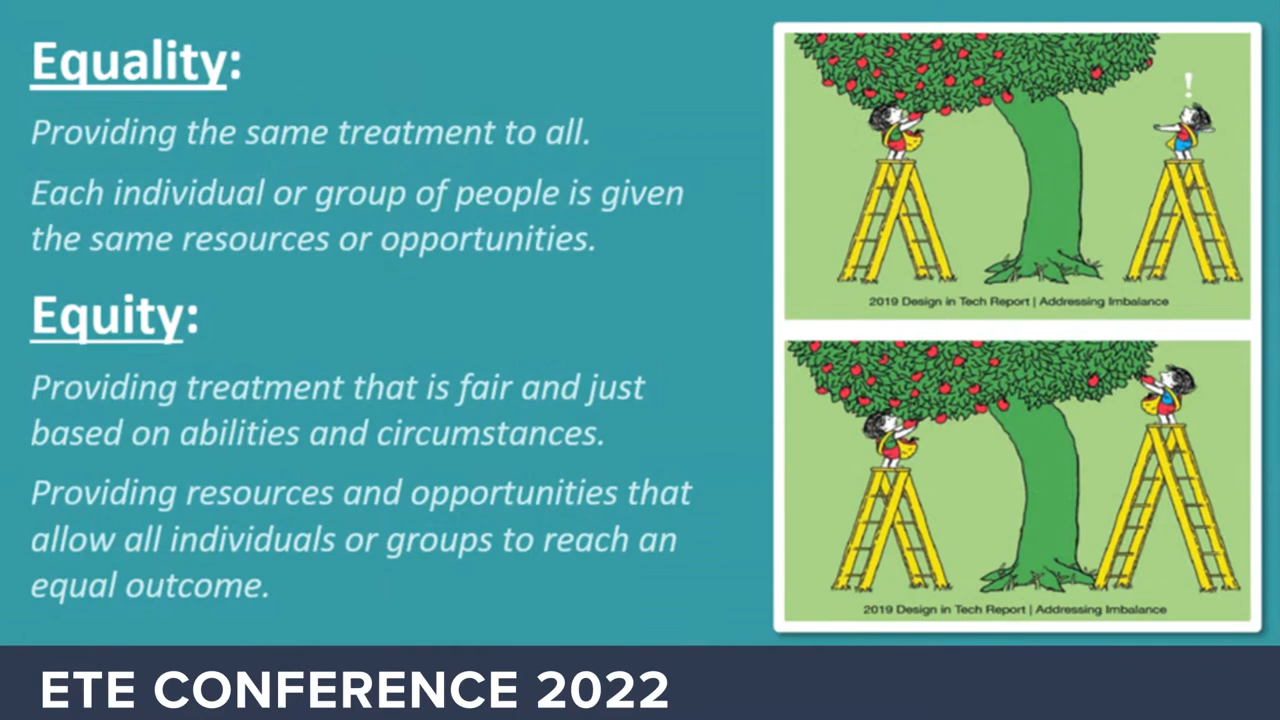 Equality:
Providing the same treatment to all.
Each individual or group of people is given
the same resources or opportunities.
Equity:
Providing treatment that is fair and just
based on abilities and circumstances.
Providing resources and opportunities that
allow all individuals or groups to reach an
equal outcome.
!
2019 Design in Tech Report | Addressing Imbalance
2019 Design in Tech Report | Addressing Imbalance
ETE CONFERENCE 2022